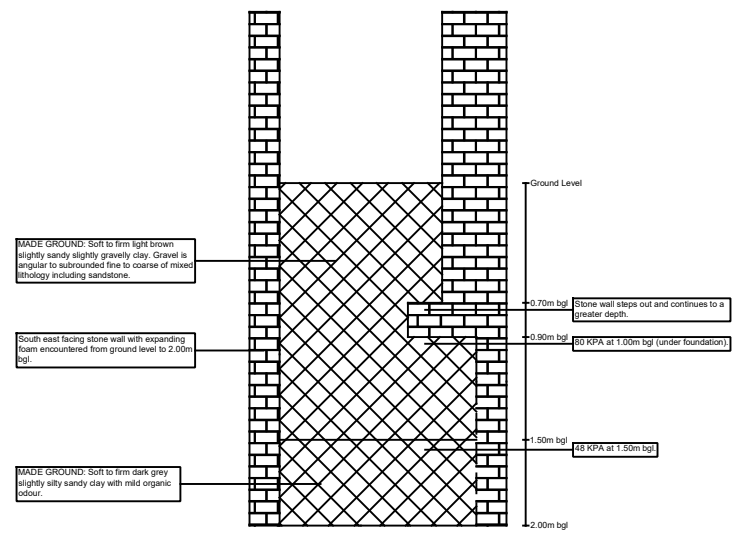 Ground Level
MADE GROUND: Soft to firm light brown
slightly sandy slightly gravelly clay. Gravel is
angular to subrounded fine to coarse of mixed
lithology including sandstone.
0.70m bgl
Stone wall steps out and continues to a
greater depth.
South east facing stone wall with expanding
foam encountered from ground level to 2.00m
bgl.
0.90m bgl
80 KPA at 1.00m bgl (under foundation).
1.50m bgl
48 KPA at 1.50m bgl.
MADE GROUND: Soft to firm dark grey
slightly silty sandy clay with mild organic
odour.
2.00m bgl